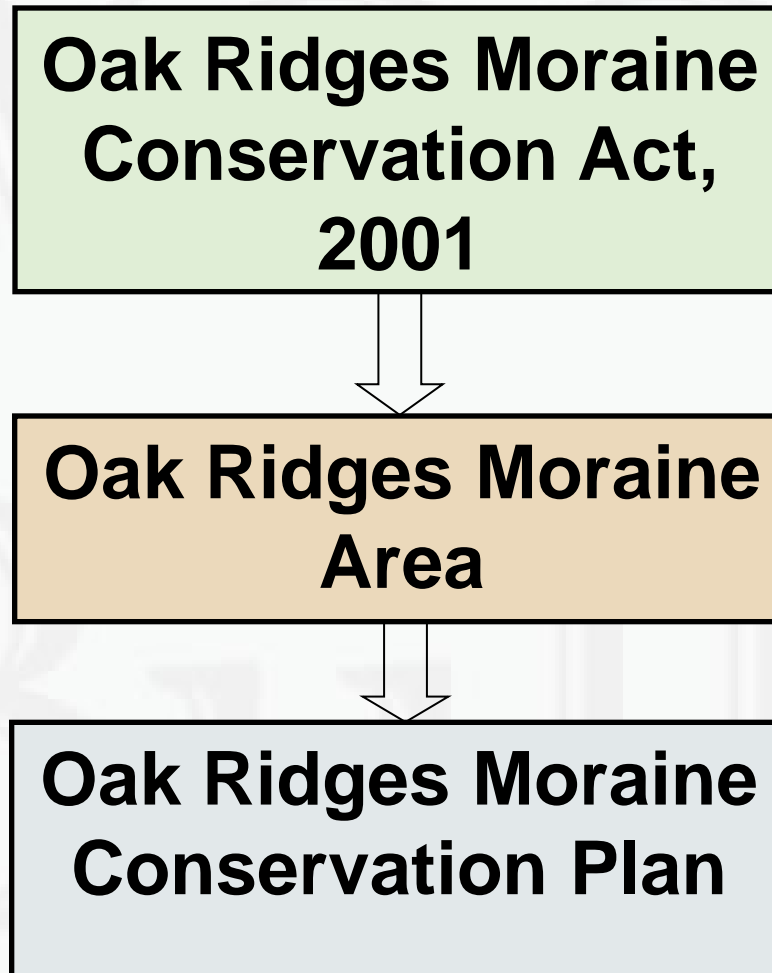 Oak Ridges Moraine
Conservation Act,
2001
Oak Ridges Moraine
Area
Oak Ridges Moraine
Conservation Plan